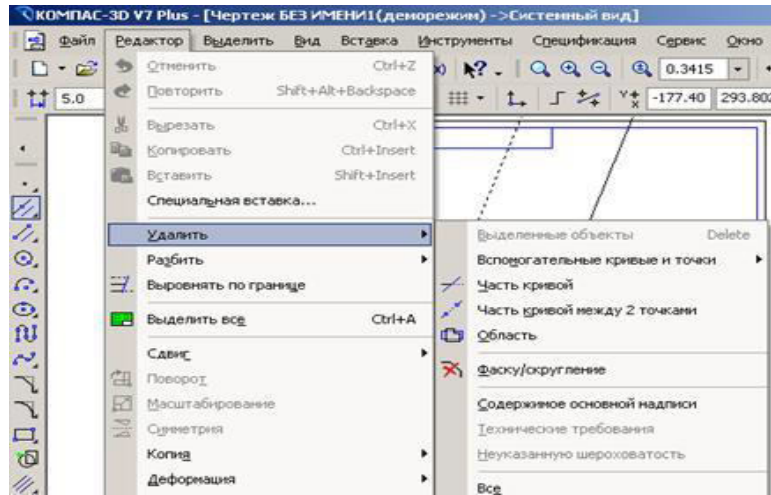 КОМПАС-3D V7 Plus - [Чертеж БЕЗ ИМЕНИ1(деморежим) ->Системный вид]
Файл Редактор Выделить Вид Вставка Инструменты Спецификация Сервис Окно
0.3415
5.0
-177.40 293.802
Отменить Ctrl+Z
Повторить Shift+Alt+Backspace
Вырезать Ctrl+X
Копировать Ctrl+Insert
Вставить Shift+Insert
Специальная вставка...
Удалить
Разбить
Выровнять по границе
Выделить все Ctrl+A
Сдвиг
Поворот
Масштабирование
Симметрия
Копия
Деформация
Выделенные объекты Delete
Вспомогательные кривые и точки
Часть кривой
Часть кривой между 2 точками
Область
Фаску/скругление
Содержимое основной надписи
Технические требования
Неуказанную шероховатость
Все